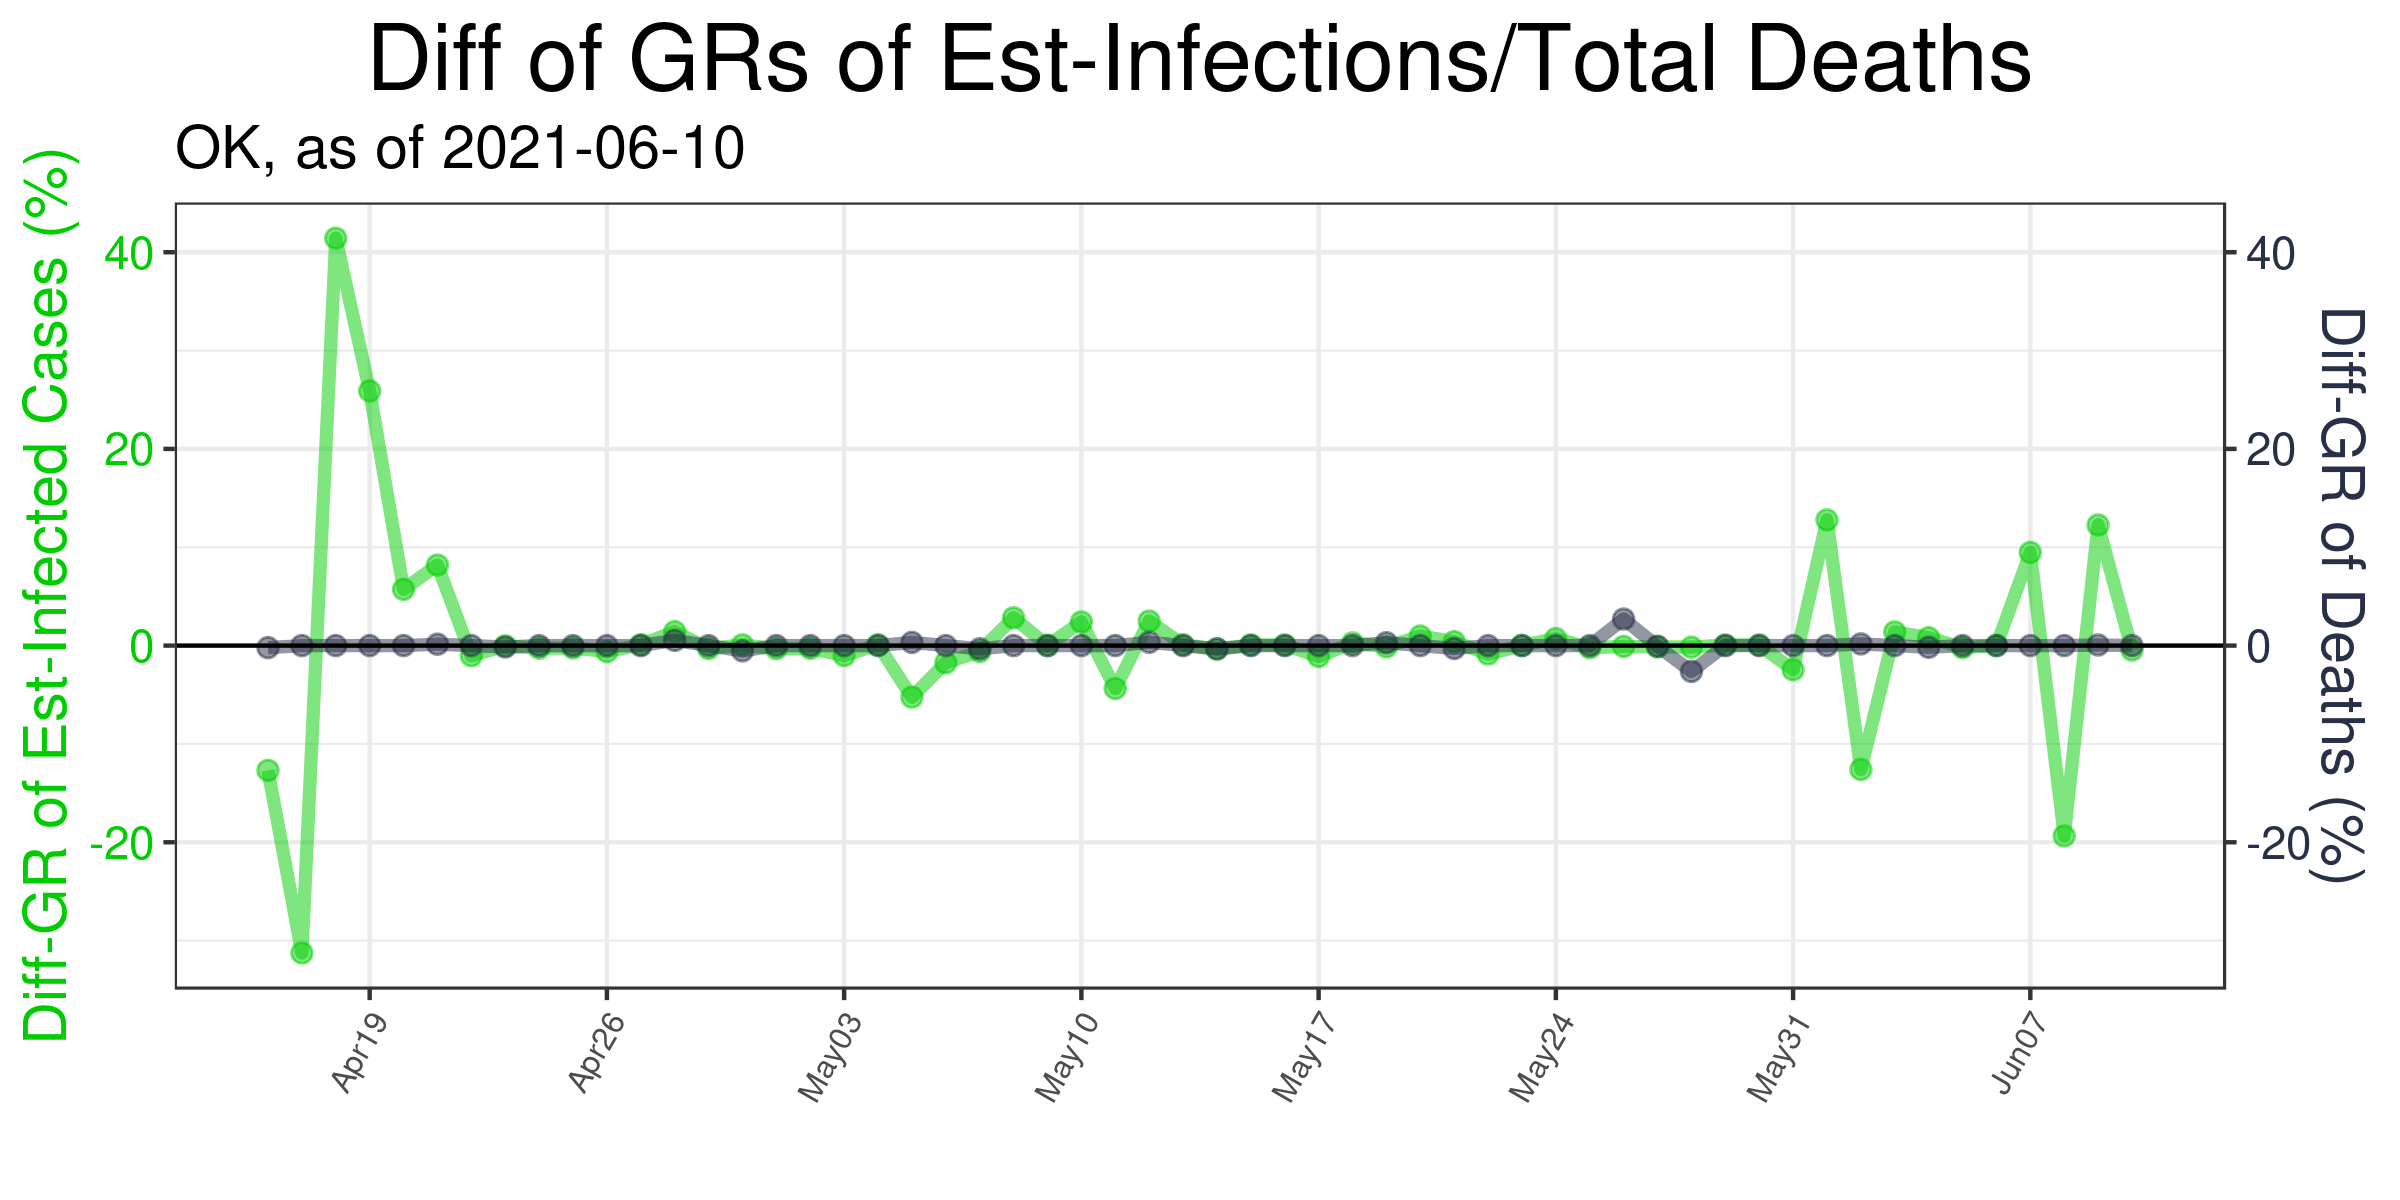 Diff of GRs of Est-Infections/Total Deaths
OK, as of 2021-06-10
Diff-GR of Est-Infected Cases (%)
40
20
0
-20
40
20
0
-20
Diff-GR of Deaths (%)
Apr19
Apr26
May03
May10
May17
May24
May31
Jun07